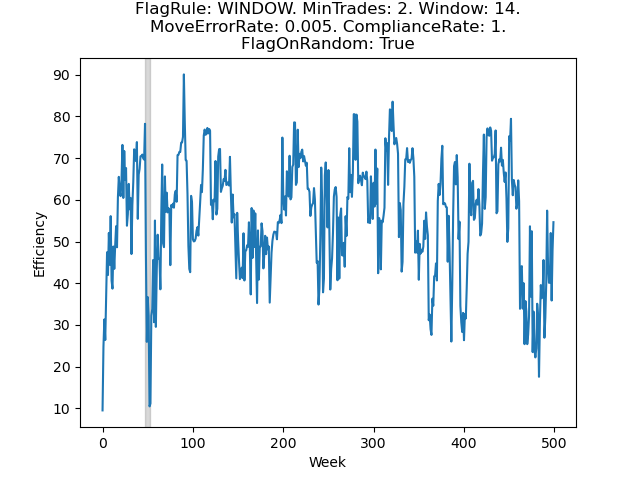 FlagRule: WINDOW. MinTrades: 2. Window: 14.
MoveErrorRate: 0.005. ComplianceRate: 1.
FlagOnRandom: True
90
80
70
60
50
40
30
20
10
Efficiency
0 100 200 300 400 500
Week